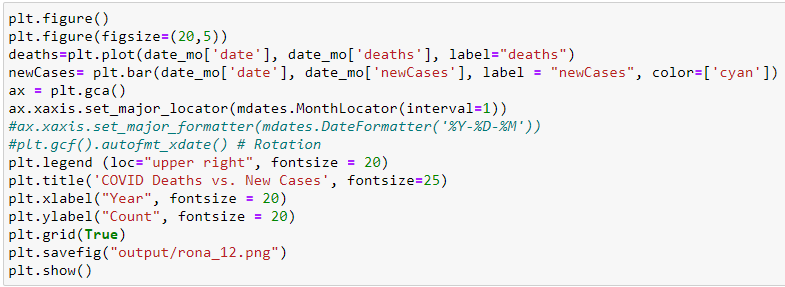 plt.figure()
plt.figure(figsize=(20,5))
deaths=plt.plot(date_mo['date'], date_mo['deaths'], label="deaths")
newCases= plt.bar(date_mo['date'], date_mo['newCases'], label = "newCases", color=['cyan'])
ax = plt.gca()
ax.xaxis.set_major_locator(mdates.MonthLocator(interval=1))
#ax.xaxis.set_major_formatter(mdates.DateFormatter('%Y-%D-%M'))
#plt.gcf().autofmt_xdate() # Rotation
plt.legend (loc="upper right", fontsize = 20)
plt.title('COVID Deaths vs. New Cases', fontsize=25)
plt.xlabel("Year", fontsize = 20)
plt.ylabel("Count", fontsize = 20)
plt.grid(True)
plt.savefig("output/rona_12.png")
plt.show()